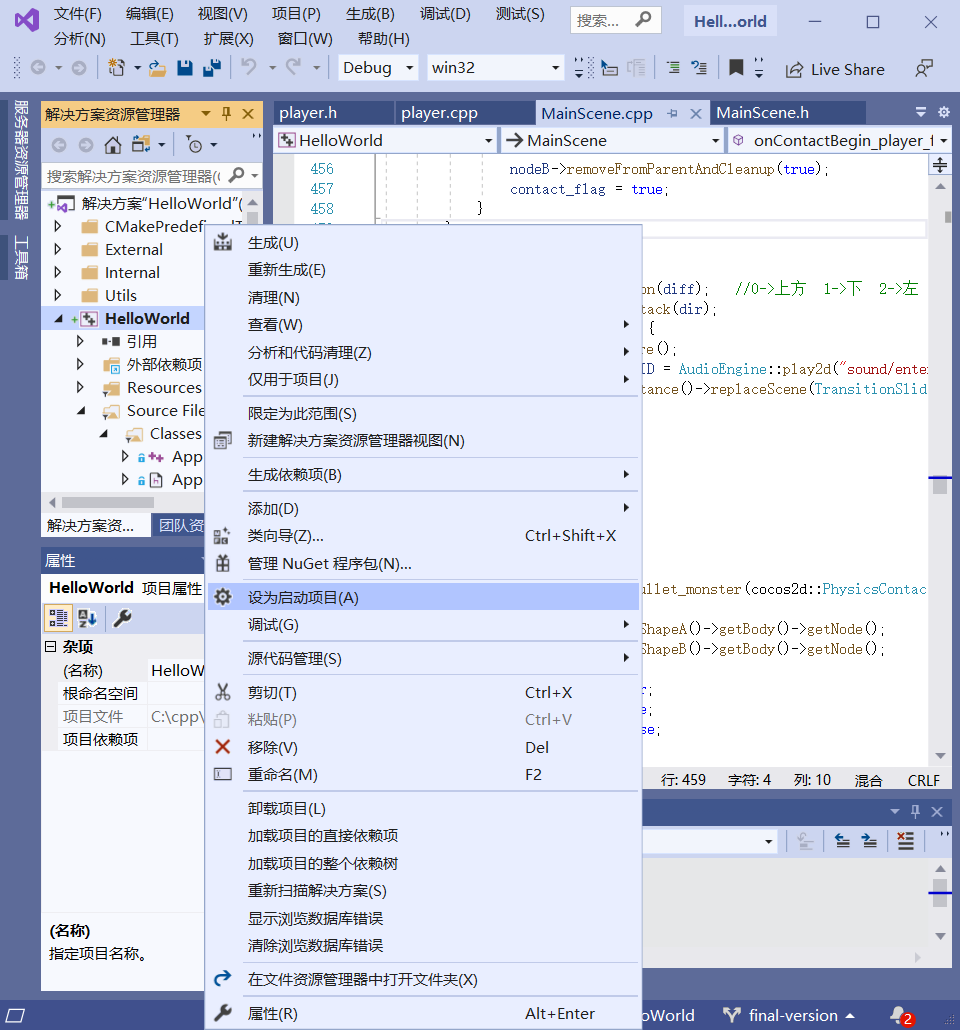 文件(F) 编辑(E) 视图(V) 项目(P) 生成(B) 调试(D) 测试(S) 搜索... Hell...orld
分析(N) 工具(T) 扩展(X) 窗口(W) 帮助(H)
Debug win32 Live Share
服务器资源管理器
工具箱
解决方案资源管理器
搜索解决方案资源管理器(
解决方案"HelloWorld"(
CMakePredefinedT
External
Internal
Utils
HelloWorld
引用
外部依赖项
Resources
Source File
Classes
App
App
解决方案资... 团队资
属性
HelloWorld 项目属性
杂项
(名称) HelloW
根命名空间
项目文件 C:\cpp\
项目依赖项
(名称)
指定项目名称。
player.h player.cpp MainScene.cpp MainScene.h
HelloWorld MainScene onContactBegin_player_f
456 nodeB->removeFromParentAndCleanup(true);
457 contact_flag = true;
458 }
on(diff); //0->上方 1->下 2->左
tack(dir);
{
re();
ID = AudioEngine::play2d("sound/ente
tance()->replaceScene(TransitionSlid
ullet_monster(cocos2d::PhysicsContac
ShapeA()->getBody()->getNode();
ShapeB()->getBody()->getNode();
r;
e;
se;
行: 459 字符: 4 列: 10 混合 CRLF
生成(U)
重新生成(E)
清理(N)
查看(W)
分析和代码清理(Z)
仅用于项目(J)
限定为此范围(S)
新建解决方案资源管理器视图(N)
生成依赖项(B)
添加(D)
类向导(Z)... Ctrl+Shift+X
管理 NuGet 程序包(N)...
设为启动项目(A)
调试(G)
源代码管理(S)
剪切(T) Ctrl+X
粘贴(P) Ctrl+V
移除(V) Del
重命名(M) F2
卸载项目(L)
加载项目的直接依赖项
加载项目的整个依赖树
重新扫描解决方案(S)
显示浏览数据库错误
清除浏览数据库错误
在文件资源管理器中打开文件夹(X)
属性(R) Alt+Enter
oWorld final-version 2